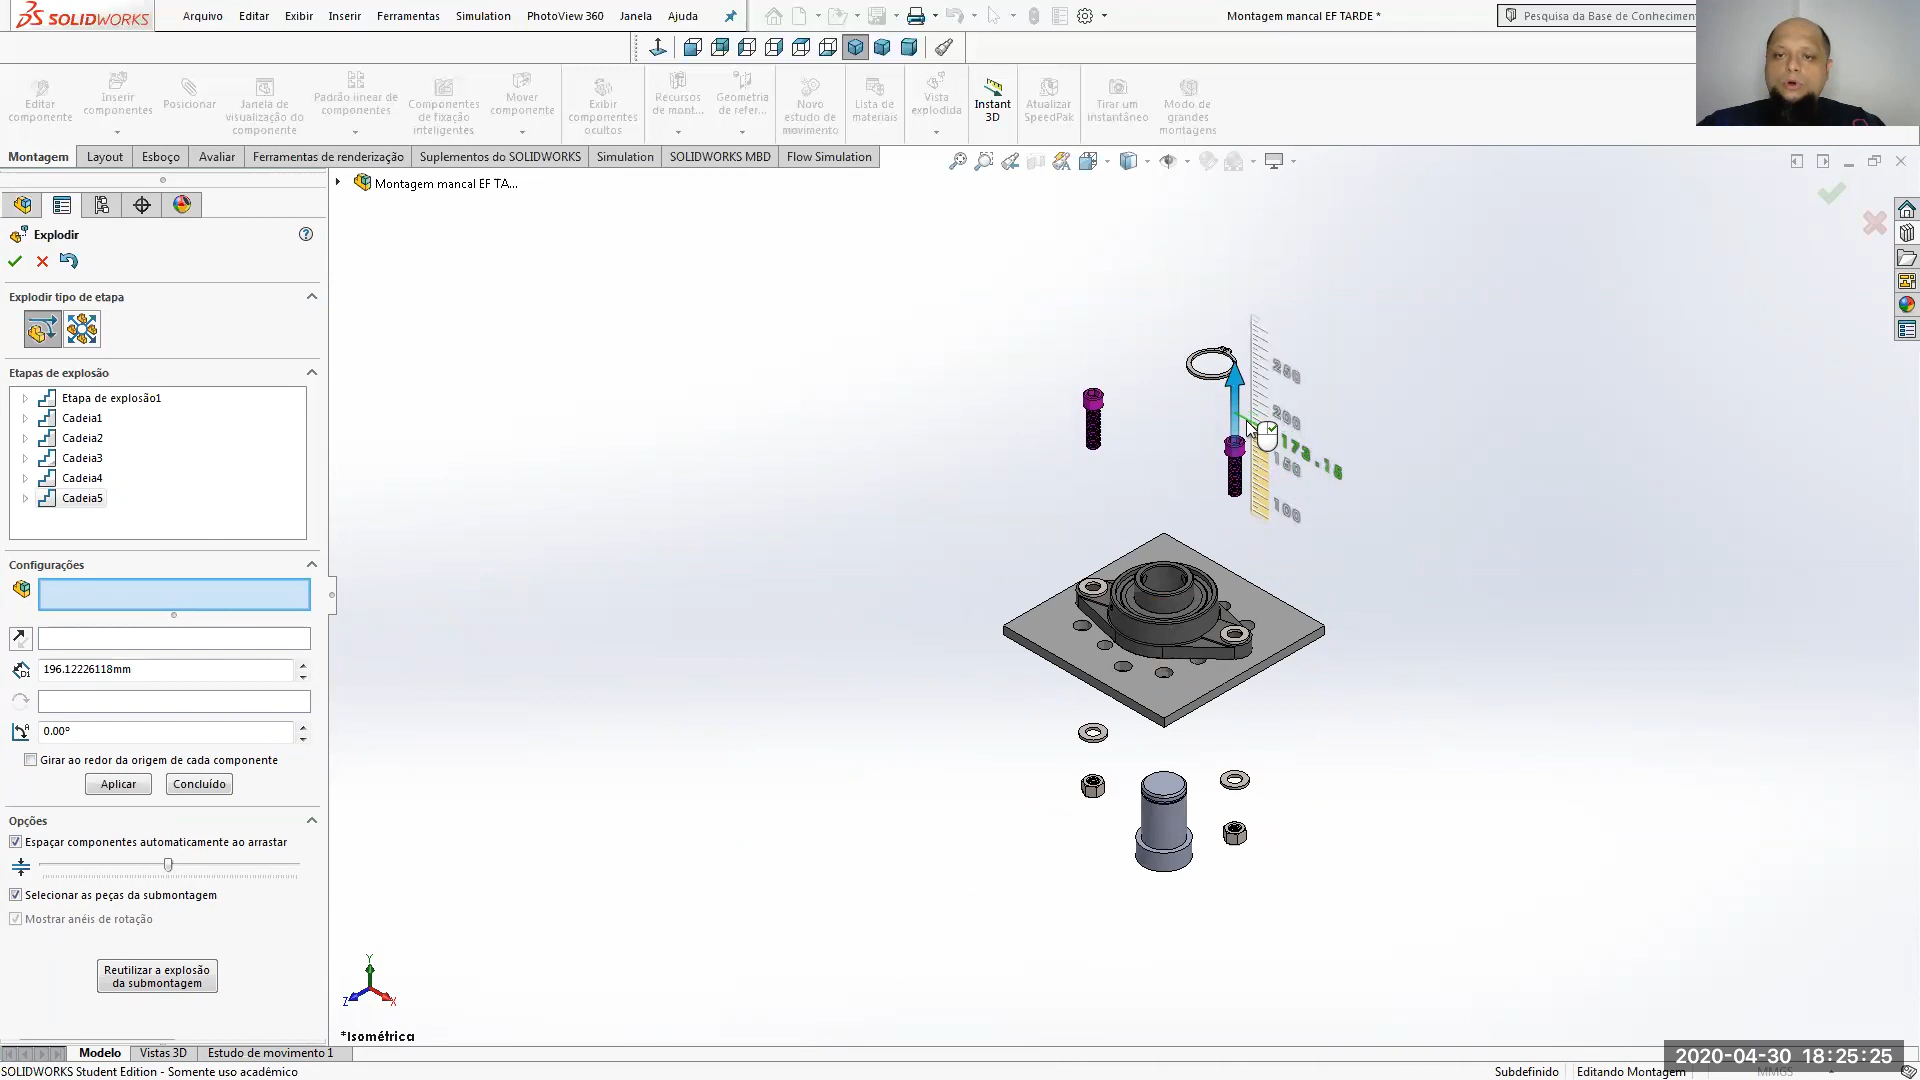 SOLIDWORKS
Arquivo Editar Exibir Inserir Ferramentas Simulation PhotoView 360 Janela Ajuda
Montagem mancal EF TARDE *
Pesquisa da Base de Conhecimen
Editar componente
Inserir componentes
Posicionar
Janela de visualização do componente
Padrão linear de componentes
Componentes de fixação inteligentes
Mover componente
Exibir componentes ocultos
Recursos de mont...
Geometria de refer...
Novo estudo de movimento
Lista de materiais
Vista explodida
Instant 3D
Atualizar SpeedPak
Tirar um instantâneo
Modo de grandes montagens
Montagem Layout Esboço Avaliar Ferramentas de renderização Suplementos do SOLIDWORKS Simulation SOLIDWORKS MBD Flow Simulation
Montagem mancal EF TA...
Explodir
Explodir tipo de etapa
Etapas de explosão
Etapa de explosão1
Cadeia1
Cadeia2
Cadeia3
Cadeia4
Cadeia5
Configurações
196.12226118mm
0.00°
Girar ao redor da origem de cada componente
Aplicar Concluído
Opções
Espaçar componentes automaticamente ao arrastar
Selecionar as peças da submontagem
Mostrar anéis de rotação
Reutilizar a explosão
da submontagem
250
200
173.15
150
100
Y
Z X
*Isométrica
Modelo Vistas 3D Estudo de movimento 1
2020-04-30 18:25:25
SOLIDWORKS Student Edition - Somente uso acadêmico
Subdefinido Editando Montagem MMGS